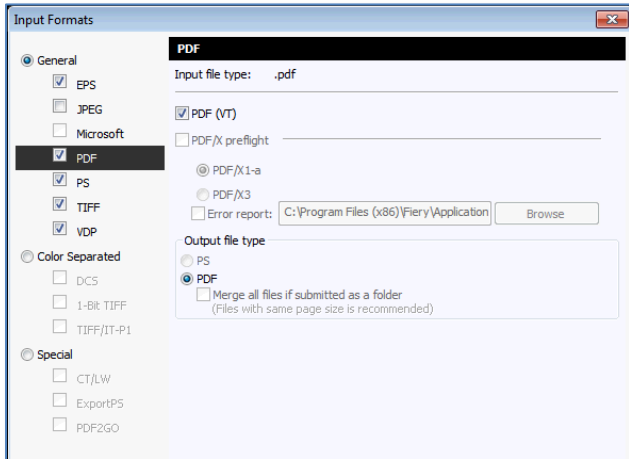 Input Formats
General
EPS
JPEG
Microsoft
PDF
PS
TIFF
VDP
Color Separated
DCS
1-Bit TIFF
TIFF/IT-P1
Special
CT/LW
ExportPS
PDF2GO
PDF
Input file type: .pdf
PDF (VT)
PDF/X preflight
PDF/X1-a
PDF/X3
Error report: C:\Program Files (x86)\Fiery\Application Browse
Output file type
PS
PDF
Merge all files if submitted as a folder
(Files with same page size is recommended)